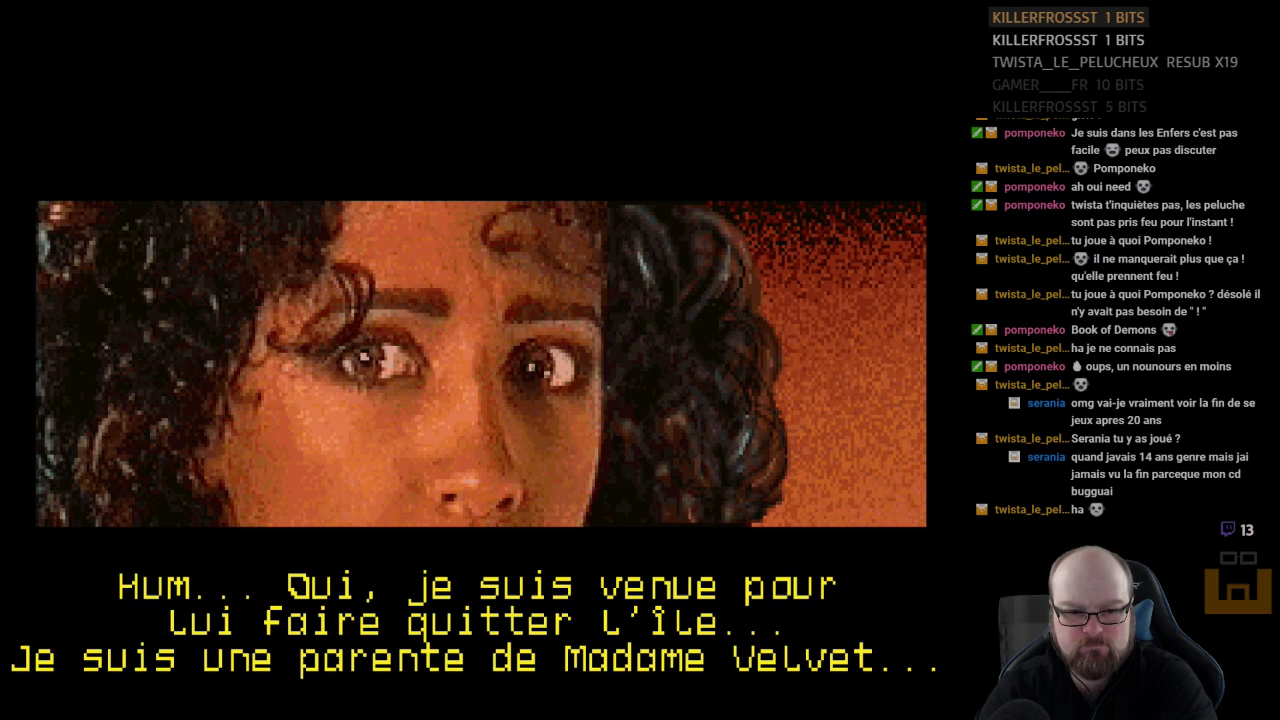 KILLERFROSSST 1 BITS
KILLERFROSSST 1 BITS
TWISTA__LE__PELUCHEUX RESUB X19
GAMER____FR 10 BITS
KILLERFROSSST 5 BITS
pomponeko Je suis dans les Enfers c'est pas
facile peux pas discuter
twista_le_pel... Pomponeko
pomponeko ah oui need
pomponeko twista t'inquiètes pas, les peluche
sont pas pris feu pour l'instant !
twista_le_pel... tu joue à quoi Pomponeko !
twista_le_pel... il ne manquerait plus que ça !
qu'elle prennent feu !
twista_le_pel... tu joue à quoi Pomponeko ? désolé il
n'y avait pas besoin de " ! "
pomponeko Book of Demons
twista_le_pel... ha je ne connais pas
pomponeko oups, un nounours en moins
twista_le_pel...
serania omg vai-je vraiment voir la fin de se
jeux apres 20 ans
twista_le_pel... Serania tu y as joué ?
serania quand javais 14 ans genre mais jai
jamais vu la fin parceque mon cd
bugguai
twista_le_pel... ha
13
Hum... Oui, je suis venue pour
lui faire quitter l'île...
Je suis une parente de Madame Velvet...